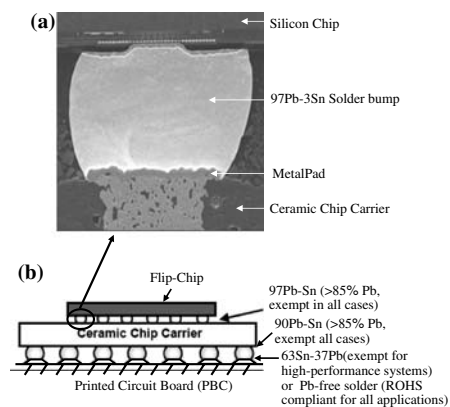 (a)
Silicon Chip
97Pb-3Sn Solder bump
MetalPad
Ceramic Chip Carrier
(b)
Flip-Chip
97Pb-Sn (>85% Pb,
exempt in all cases)
Ceramic Chip Carrier
90Pb-Sn (>85% Pb,
exempt all cases)
63Sn-37Pb(exempt for
high-performance systems)
or Pb-free solder (ROHS
compliant for all applications)
Printed Circuit Board (PBC)